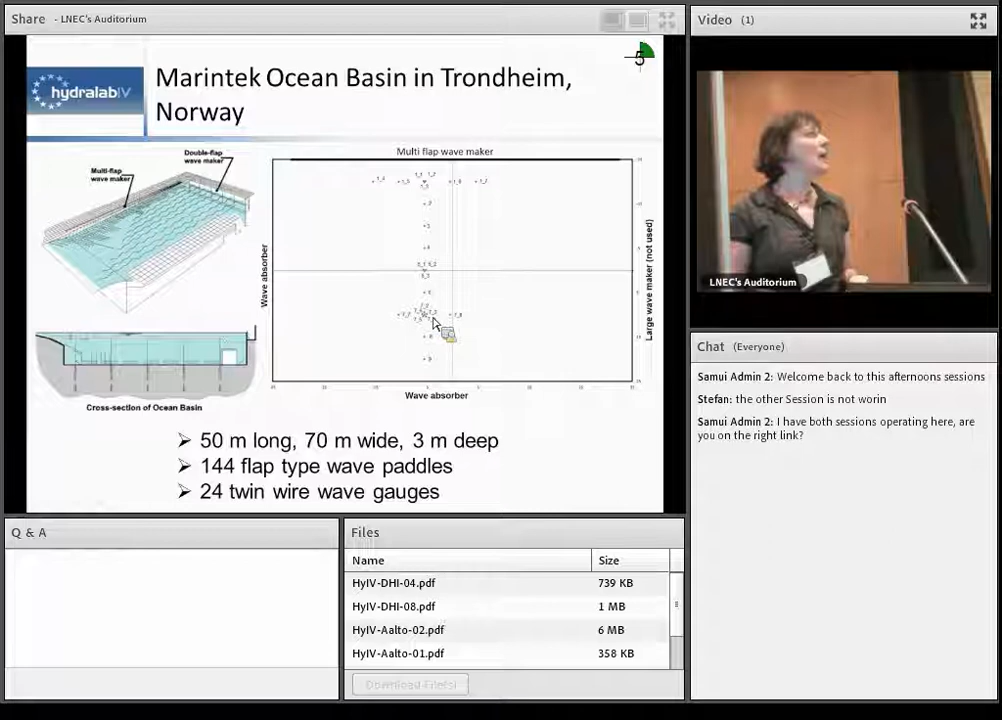 Share - LNEC's Auditorium
5
hydralab IV
Marintek Ocean Basin in Trondheim,
Norway
Double-flap
wave maker
Multi-flap
wave maker
Multi flap wave maker
Wave absorber
Large wave maker (not used)
Wave absorber
Cross-section of Ocean Basin
➢ 50 m long, 70 m wide, 3 m deep
➢ 144 flap type wave paddles
➢ 24 twin wire wave gauges
Video (1)
LNEC's Auditorium
Chat (Everyone)
Samui Admin 2: Welcome back to this afternoons sessions
Stefan: the other Session is not worin
Samui Admin 2: I have both sessions operating here, are
you on the right link?
Q & A
Files
Name Size
HyIV-DHI-04.pdf 739 KB
HyIV-DHI-08.pdf 1 MB
HyIV-Aalto-02.pdf 6 MB
HyIV-Aalto-01.pdf 358 KB
Download File(s)